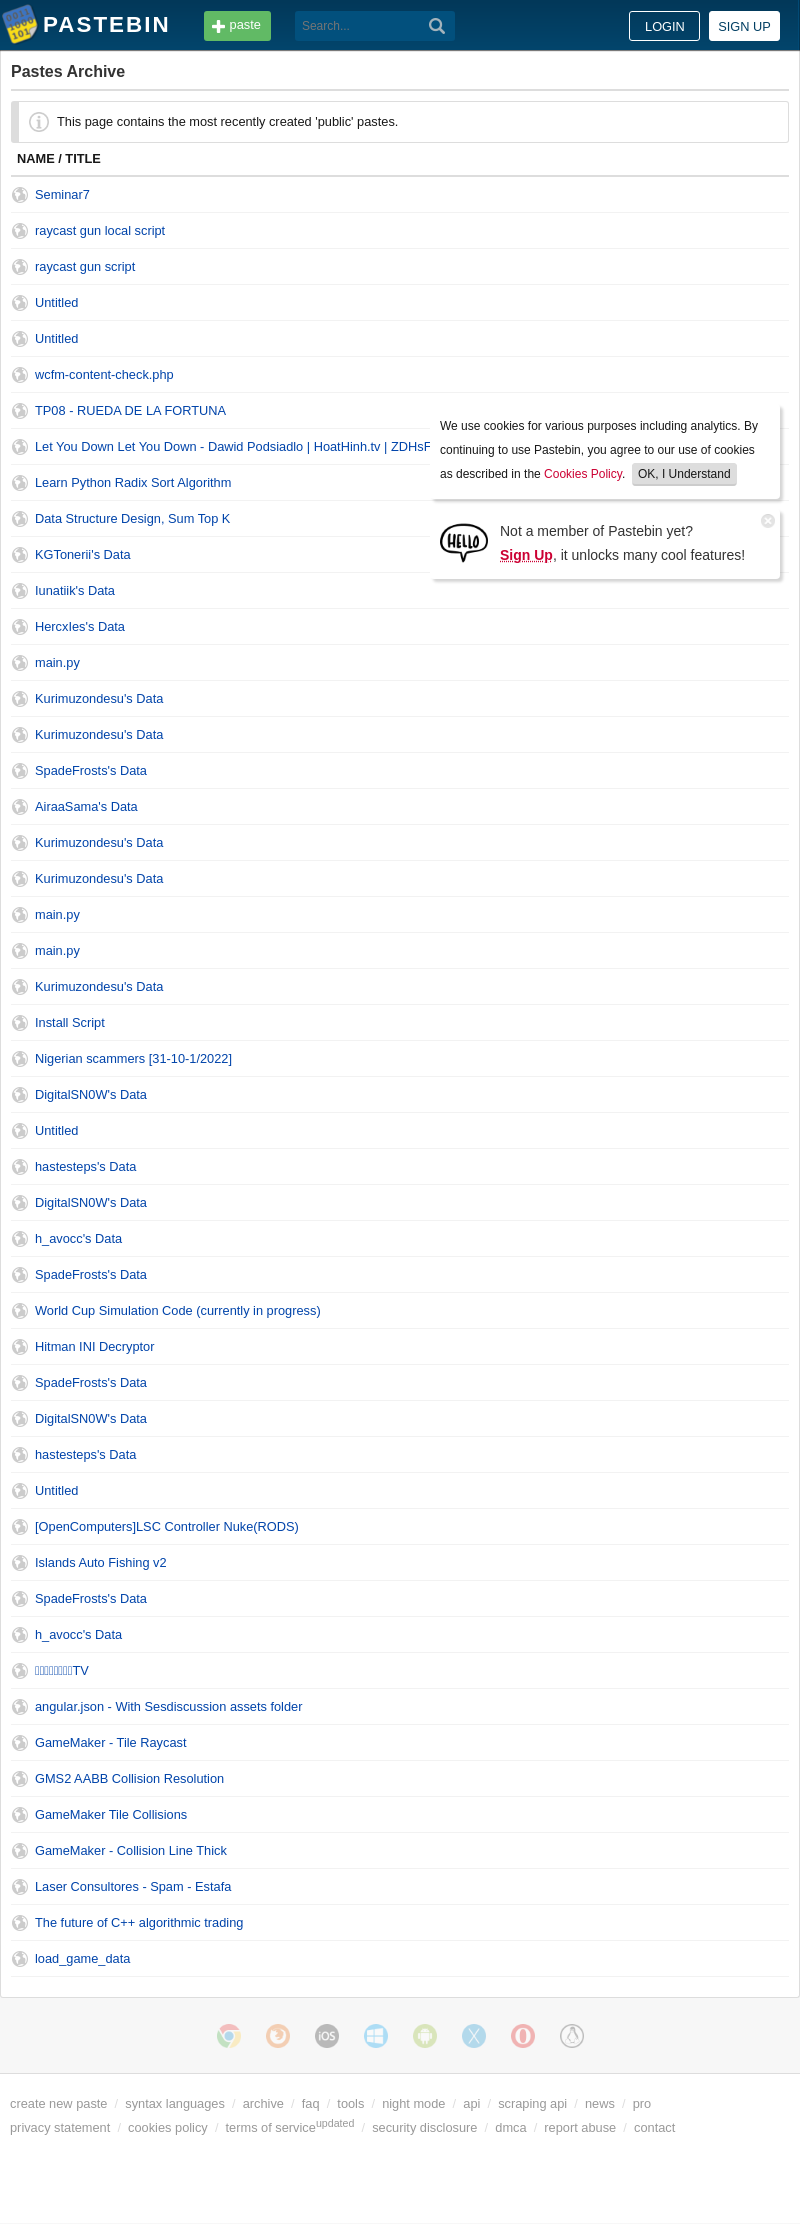 PASTEBIN
paste
Search...
LOGIN
SIGN UP
Pastes Archive
This page contains the most recently created 'public' pastes.
NAME / TITLE
Seminar7
raycast gun local script
raycast gun script
Untitled
Untitled
wcfm-content-check.php
TP08 - RUEDA DE LA FORTUNA
Let You Down Let You Down - Dawid Podsiadlo | HoatHinh.tv |
Learn Python Radix Sort Algorithm
Data Structure Design, Sum Top K
KGTonerii's Data
Iunatiik's Data
HercxIes's Data
main.py
Kurimuzondesu's Data
Kurimuzondesu's Data
SpadeFrosts's Data
AiraaSama's Data
Kurimuzondesu's Data
Kurimuzondesu's Data
main.py
main.py
Kurimuzondesu's Data
Install Script
Nigerian scammers [31-10-1/2022]
DigitalSN0W's Data
Untitled
hastesteps's Data
DigitalSN0W's Data
h_avocc's Data
SpadeFrosts's Data
World Cup Simulation Code (currently in progress)
Hitman INI Decryptor
SpadeFrosts's Data
DigitalSN0W's Data
hastesteps's Data
Untitled
[OpenComputers]LSC Controller Nuke(RODS)
Islands Auto Fishing v2
SpadeFrosts's Data
h_avocc's Data
TV
angular.json - With Sesdiscussion assets folder
GameMaker - Tile Raycast
GMS2 AABB Collision Resolution
GameMaker Tile Collisions
GameMaker - Collision Line Thick
Laser Consultores - Spam - Estafa
The future of C++ algorithmic trading
load_game_data
We use cookies for various purposes including analytics. By
continuing to use Pastebin, you agree to our use of cookies
as described in the Cookies Policy. OK, I Understand
HELLO
Not a member of Pastebin yet?
Sign Up, it unlocks many cool features!
iOS
create new paste / syntax languages / archive / faq / tools / night mode / api / scraping api / news / pro
privacy statement / cookies policy / terms of serviceupdated / security disclosure / dmca / report abuse / contact